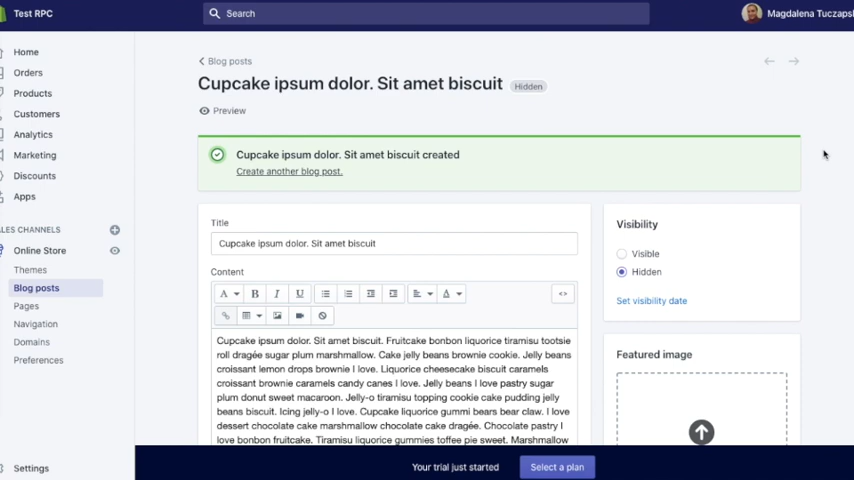 Test RPC
Search
Magdalena Tuczapsl
Home
Orders
Products
Customers
Analytics
Marketing
Discounts
Apps
ALES CHANNELS
Online Store
Themes
Blog posts
Pages
Navigation
Domains
Preferences
Settings
Blog posts
Cupcake ipsum dolor. Sit amet biscuit
Hidden
Preview
Cupcake ipsum dolor. Sit amet biscuit created
Create another blog post.
Title
Cupcake ipsum dolor. Sit amet biscuit
Content
A B I U A <>
Cupcake ipsum dolor. Sit amet biscuit. Fruitcake bonbon liquorice tiramisu tootsie
roll dragée sugar plum marshmallow. Cake jelly beans brownie cookie. Jelly beans
croissant lemon drops brownie I love. Liquorice cheesecake biscuit caramels
croissant brownie caramels candy canes I love. Jelly beans I love pastry sugar
plum donut sweet macaroon. Jelly-o tiramisu topping cookie cake pudding jelly
beans biscuit. Icing jelly-o I love. Cupcake liquorice gummi bears bear claw. I love
dessert chocolate cake marshmallow chocolate cake dragée. Chocolate pastry I
love bonbon fruitcake. Tiramisu liquorice gummies toffee pie sweet. Marshmallow
Visibility
Visible
Hidden
Set visibility date
Featured image
Your trial just started
Select a plan